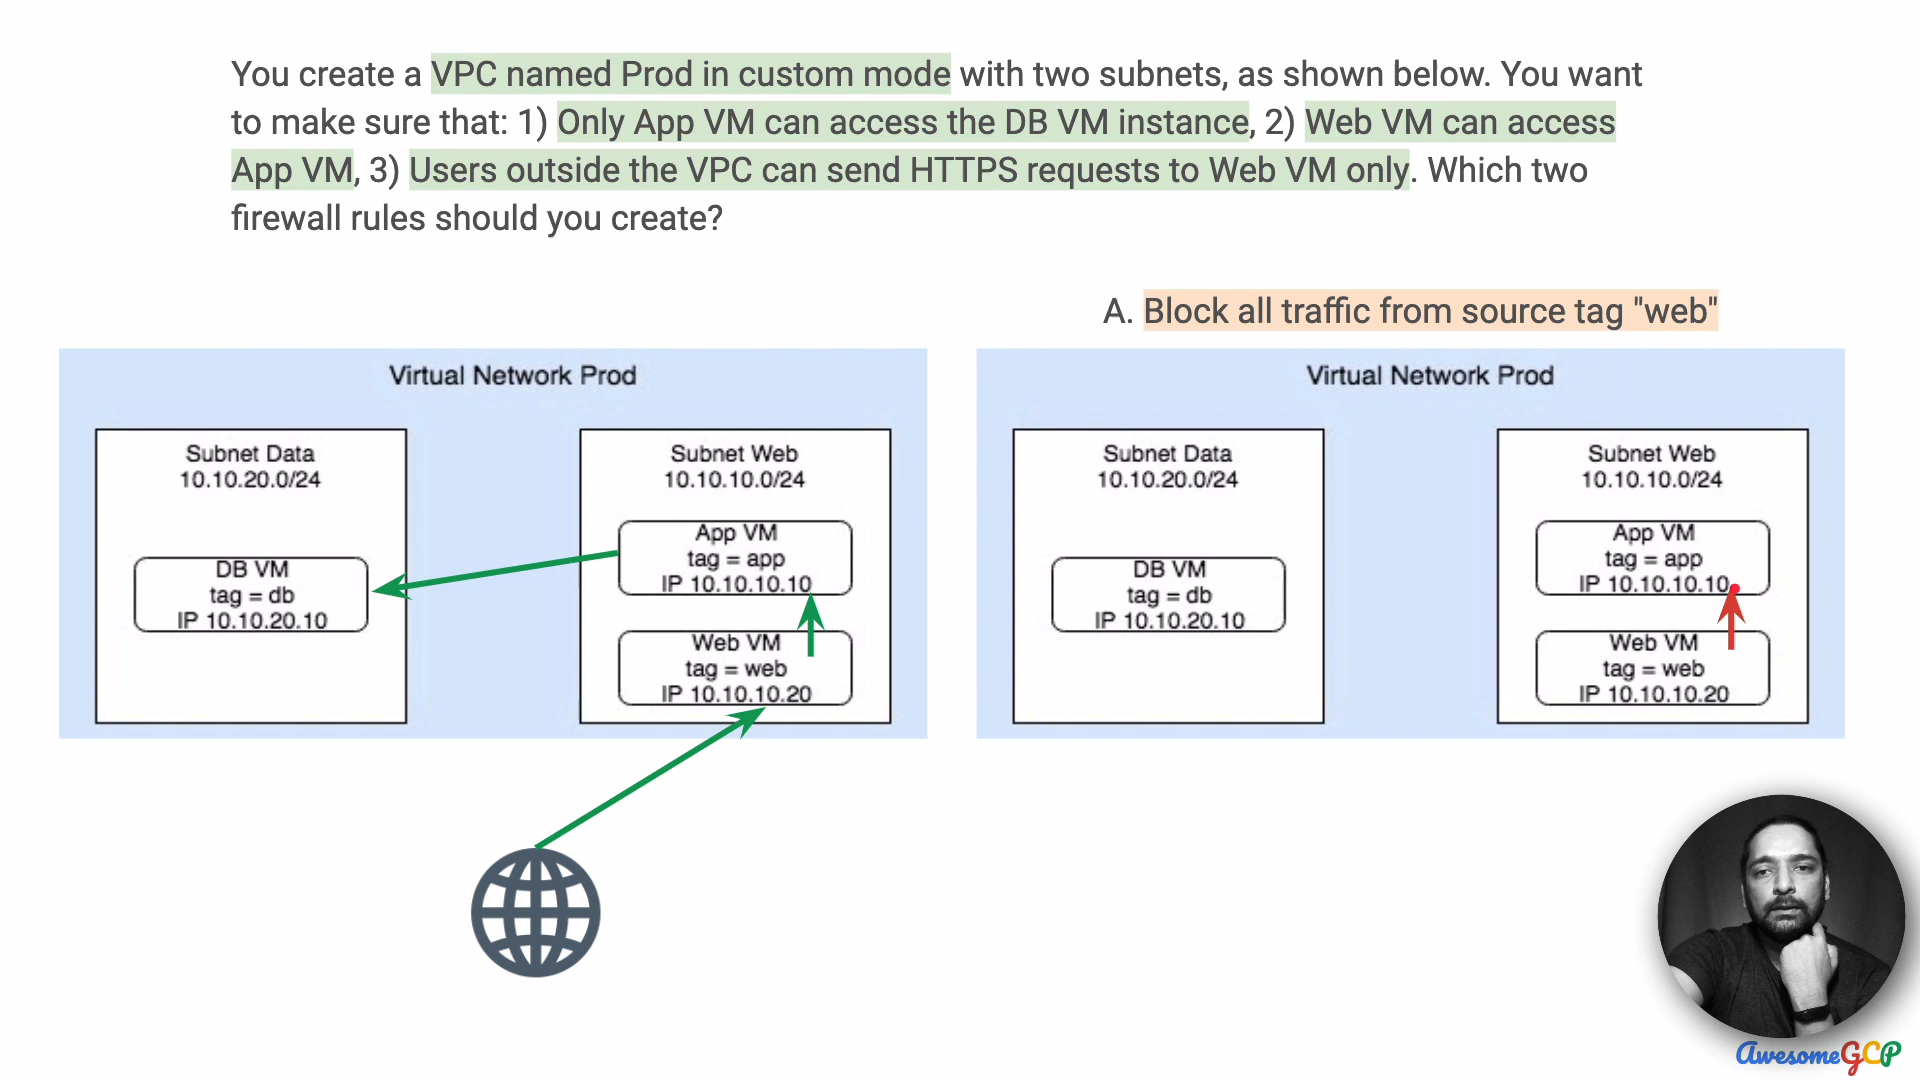 You create a VPC named Prod in custom mode with two subnets, as shown below. You want
to make sure that: 1) Only App VM can access the DB VM instance, 2) Web VM can access
App VM, 3) Users outside the VPC can send HTTPS requests to Web VM only. Which two
firewall rules should you create?
A. Block all traffic from source tag "web"
Virtual Network Prod
Subnet Data
10.10.20.0/24
DB VM
tag = db
IP 10.10.20.10
Subnet Web
10.10.10.0/24
App VM
tag = app
IP 10.10.10.10
Web VM
tag = web
IP 10.10.10.20
Virtual Network Prod
Subnet Data
10.10.20.0/24
DB VM
tag = db
IP 10.10.20.10
Subnet Web
10.10.10.0/24
App VM
tag = app
IP 10.10.10.10
Web VM
tag = web
IP 10.10.10.20
AwesomeGCP